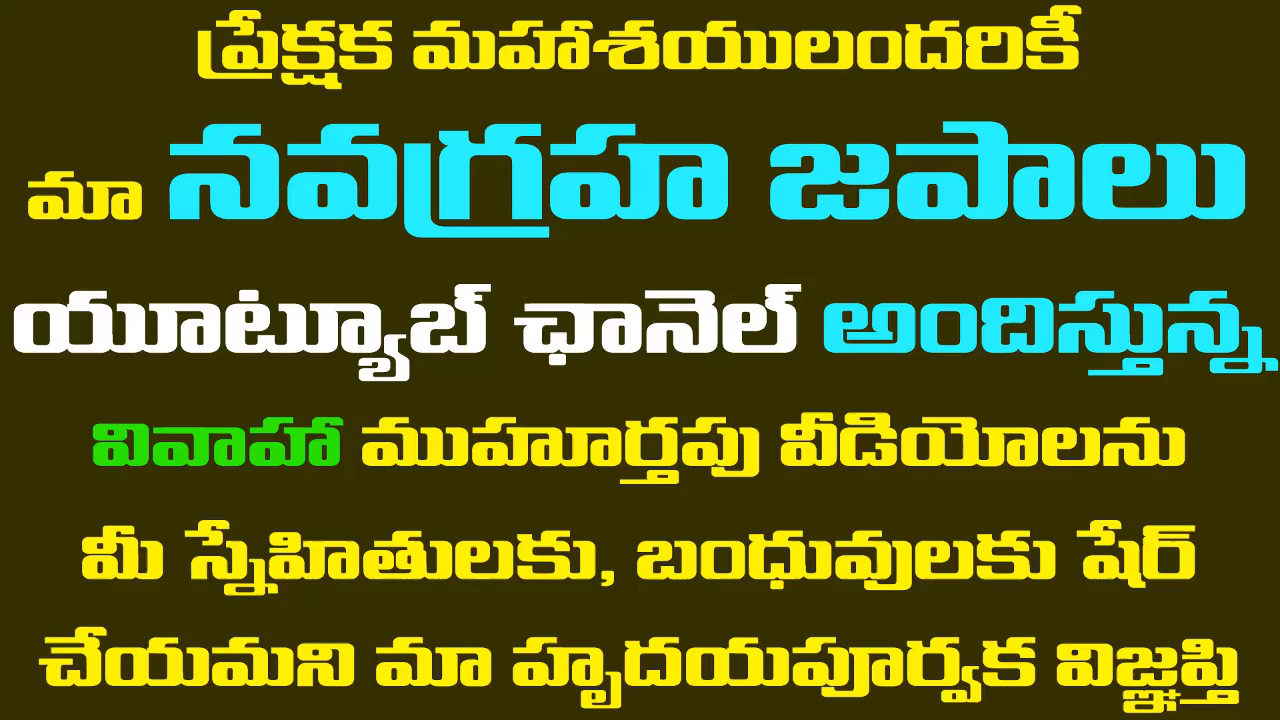 ప్రేక్షక మహాశయులందరికీ
మా నవగ్రహ జపాలు
యూట్యూబ్ ఛానెల్ అందిస్తున్న
వివాహా ముహూర్తపు వీడియోలను
మీ స్నేహితులకు, బంధువులకు షేర్
చేయమని మా హృదయపూర్వక విజ్ఞప్తి